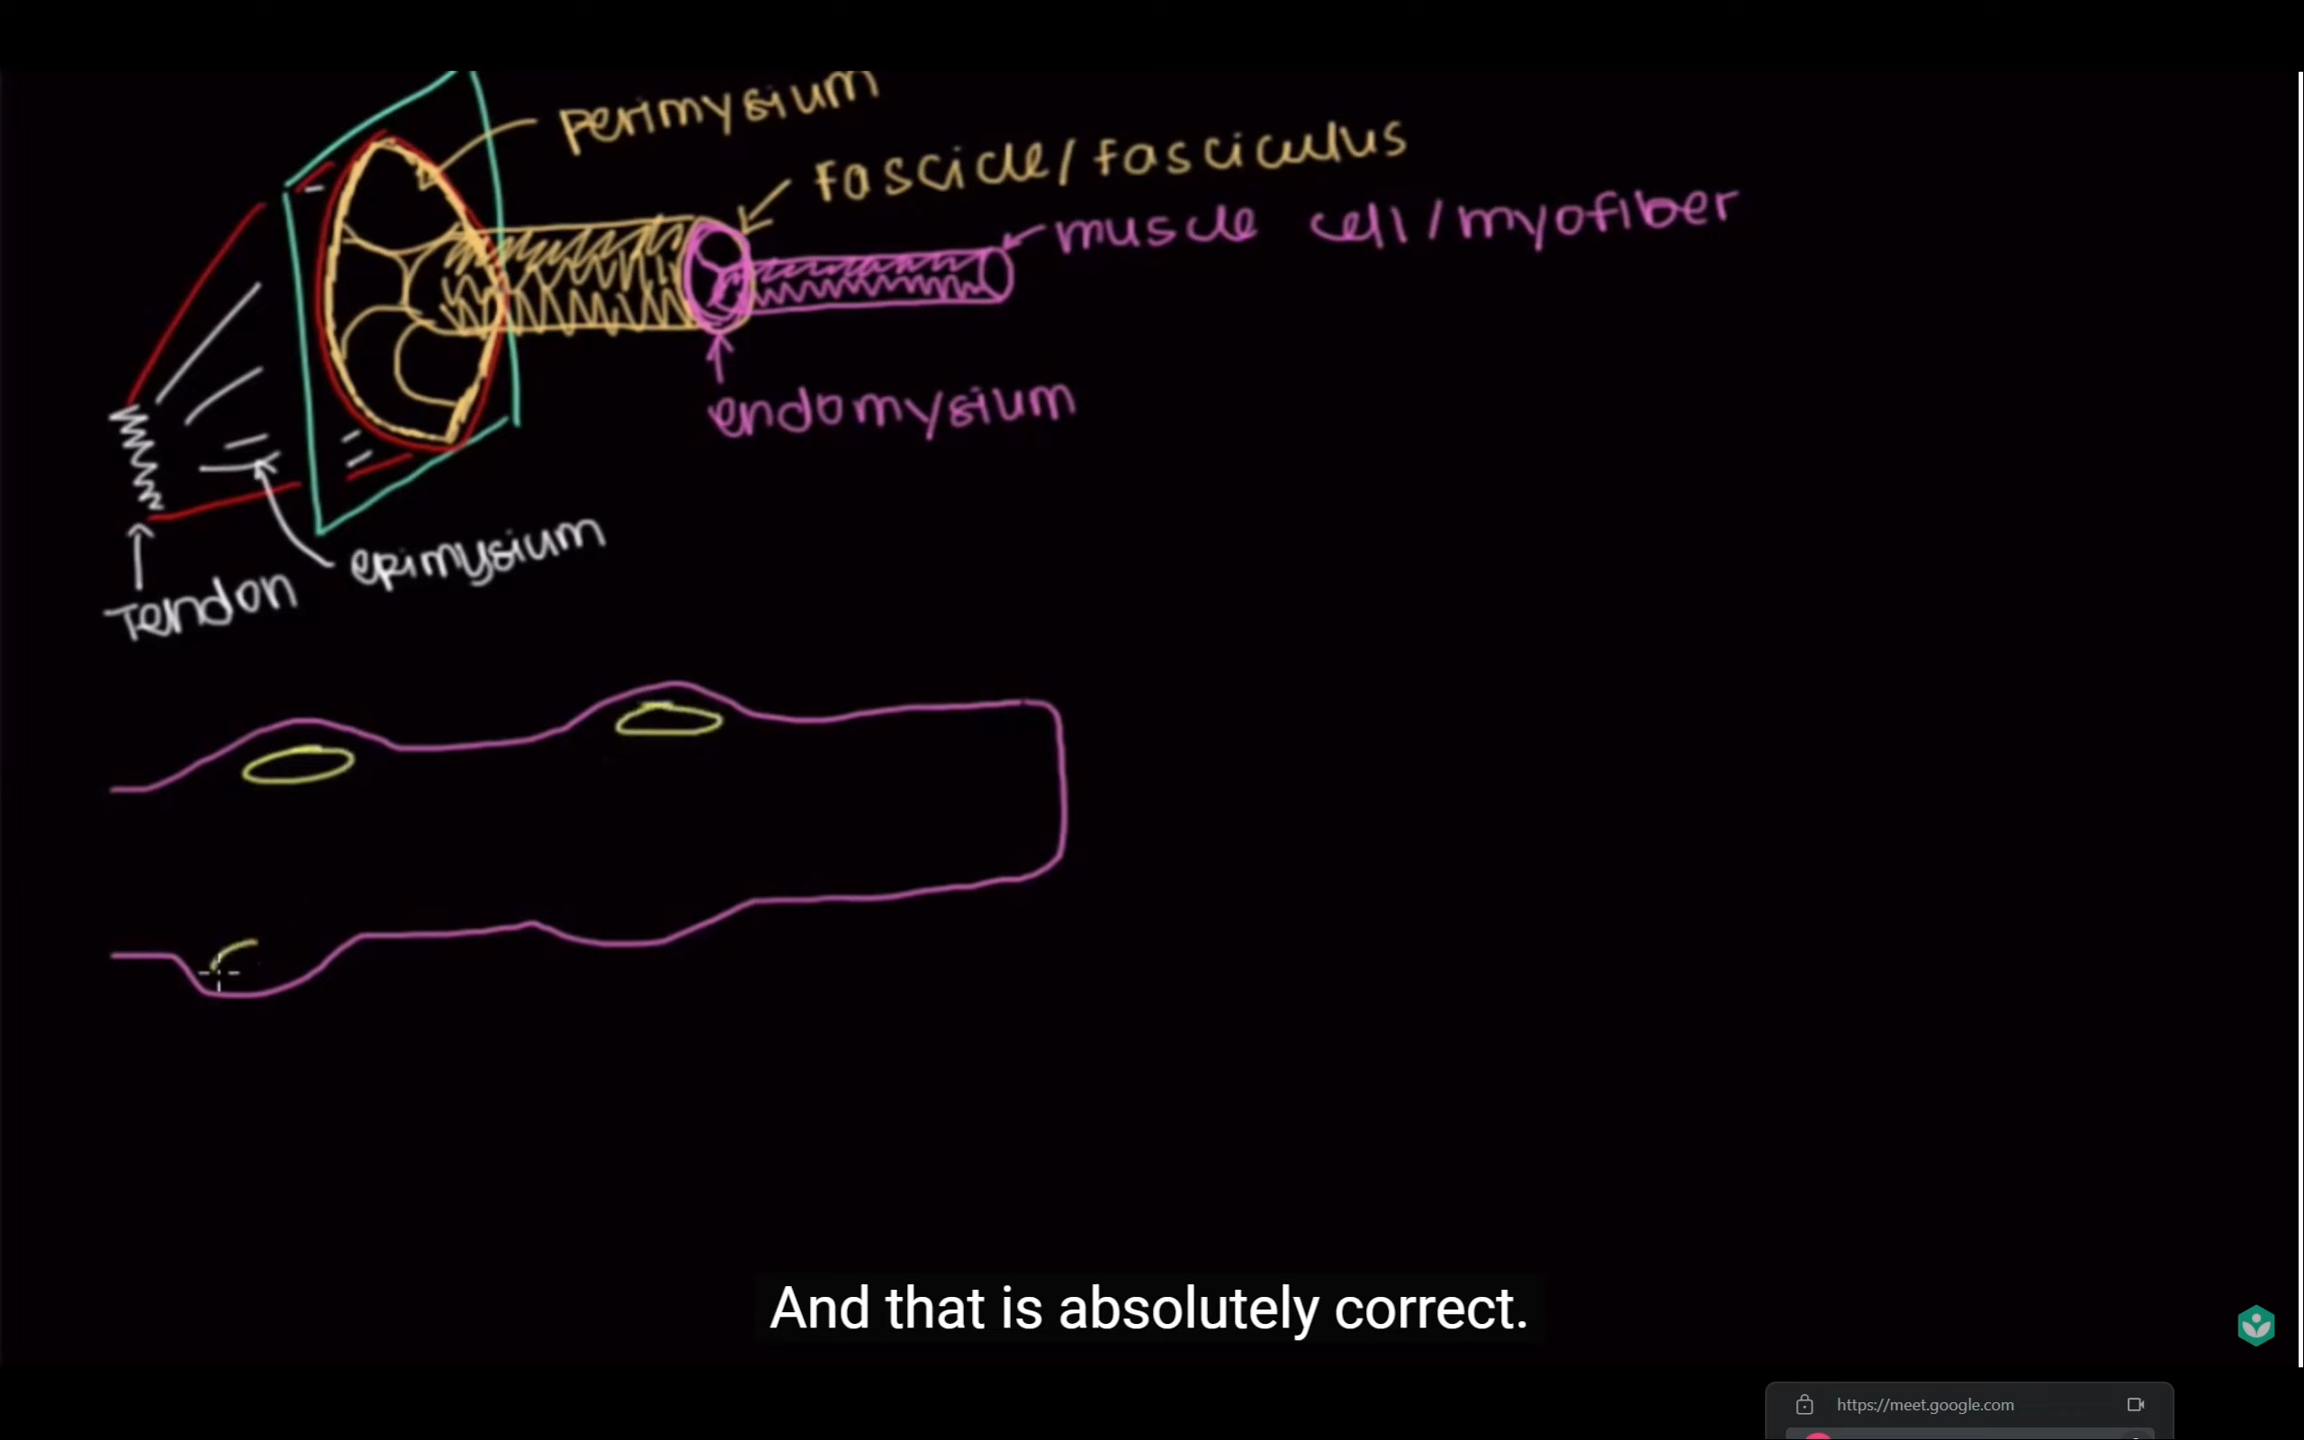 perimysium
fascicle/fasciculus
muscle cell/myofiber
endomysium
epimysium
Tendon
And that is absolutely correct.
https://meet.google.com